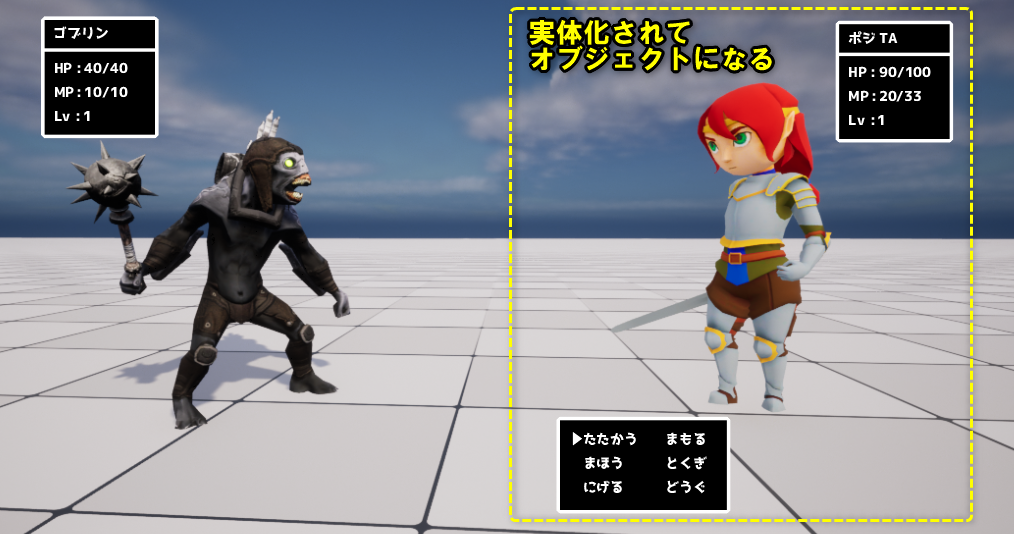 ゴブリン
HP : 40/40
MP : 10/10
Lv : 1
実体化されて
オブジェクトになる
ポジTA
HP : 90/100
MP : 20/33
Lv : 1
▶たたかう まもる
まほう とくぎ
にげる どうぐ